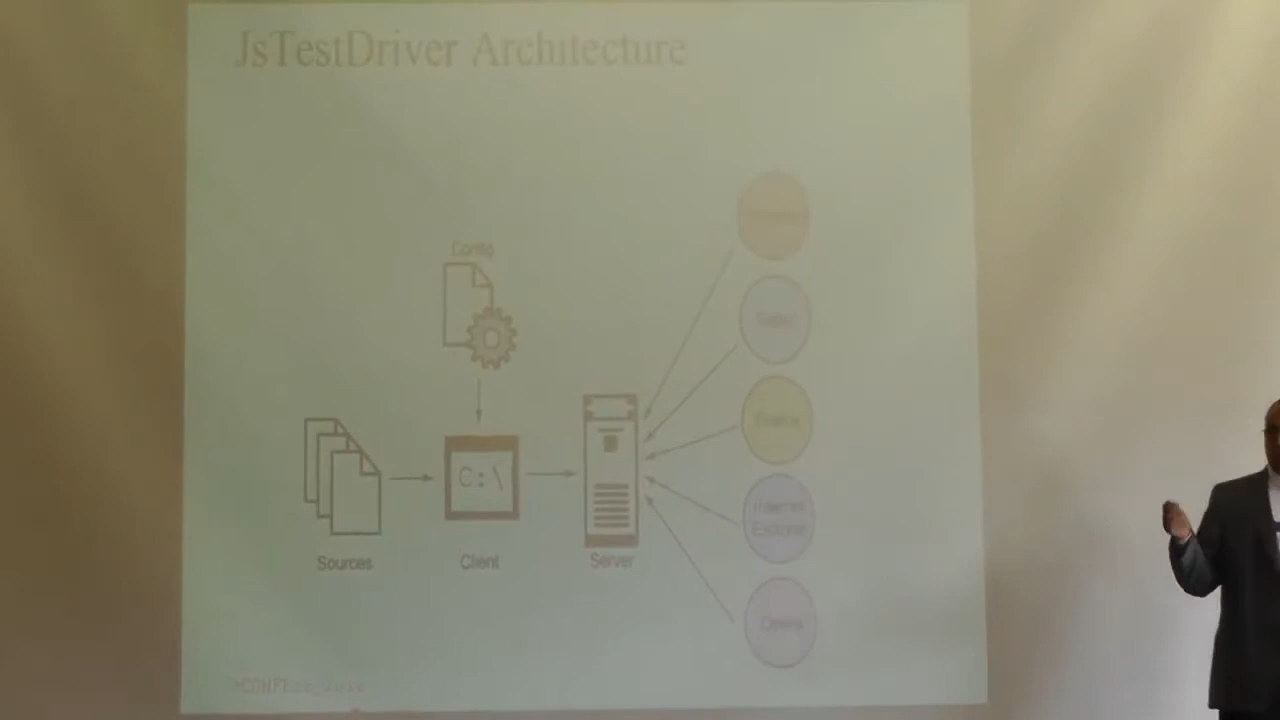 JsTestDriver Architecture
Config
Safari
Firefox
C:\
Internet
Explorer
Sources
Client
Server
Opera